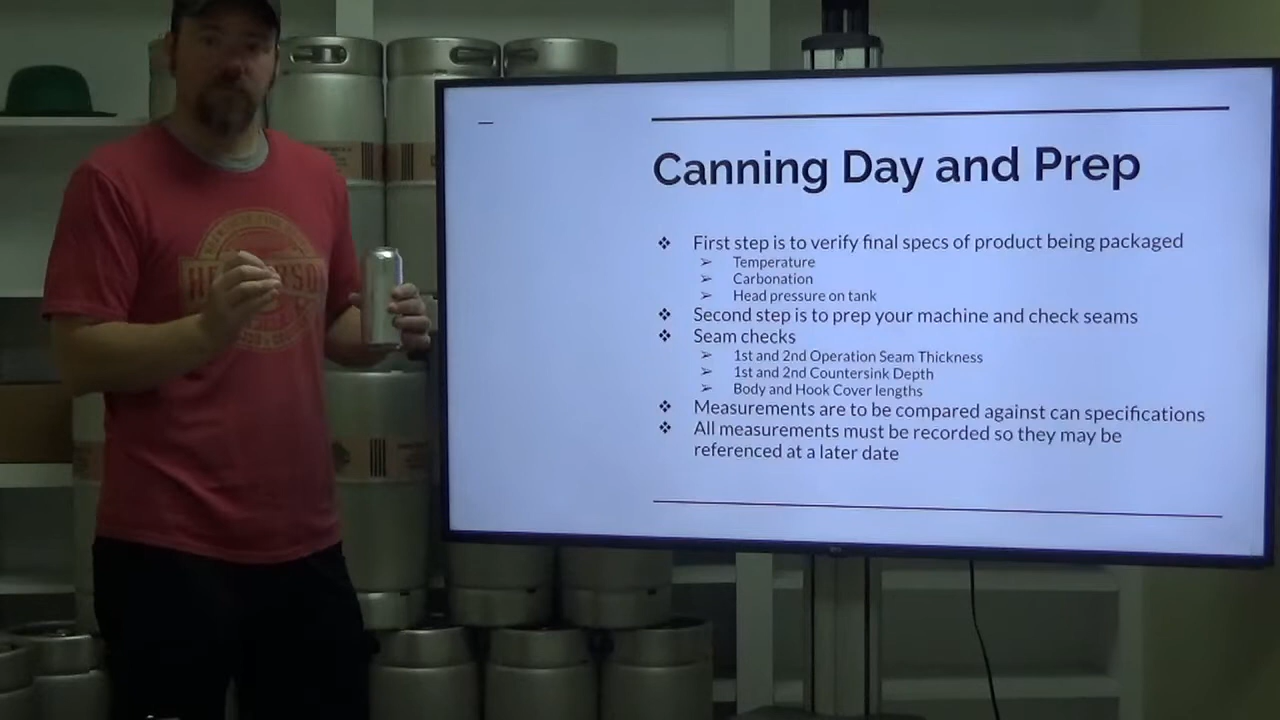 Canning Day and Prep
❖ First step is to verify final specs of product being packaged
➢ Temperature
➢ Carbonation
➢ Head pressure on tank
❖ Second step is to prep your machine and check seams
❖ Seam checks
➢ 1st and 2nd Operation Seam Thickness
➢ 1st and 2nd Countersink Depth
➢ Body and Hook Cover lengths
❖ Measurements are to be compared against can specifications
❖ All measurements must be recorded so they may be
referenced at a later date